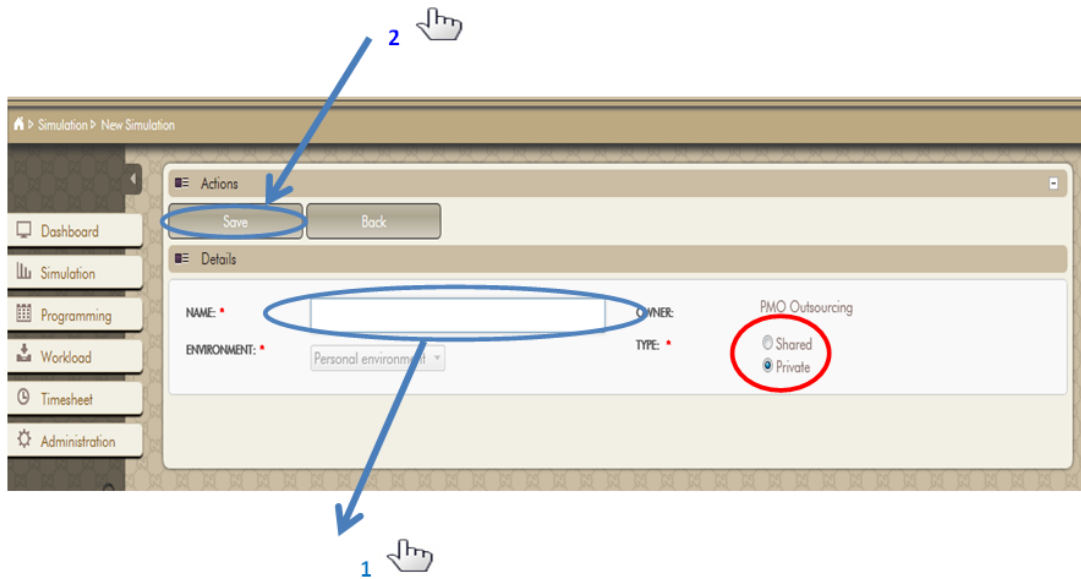 2
Simulation New Simulation
Actions
Save Back
Dashboard
Details
Simulation
NAME: * OWNER: PMO Outsourcing
Programming
ENVIRONMENT: * Personal environment TYPE: * Shared
Workload
Private
Timesheet
Administration
1